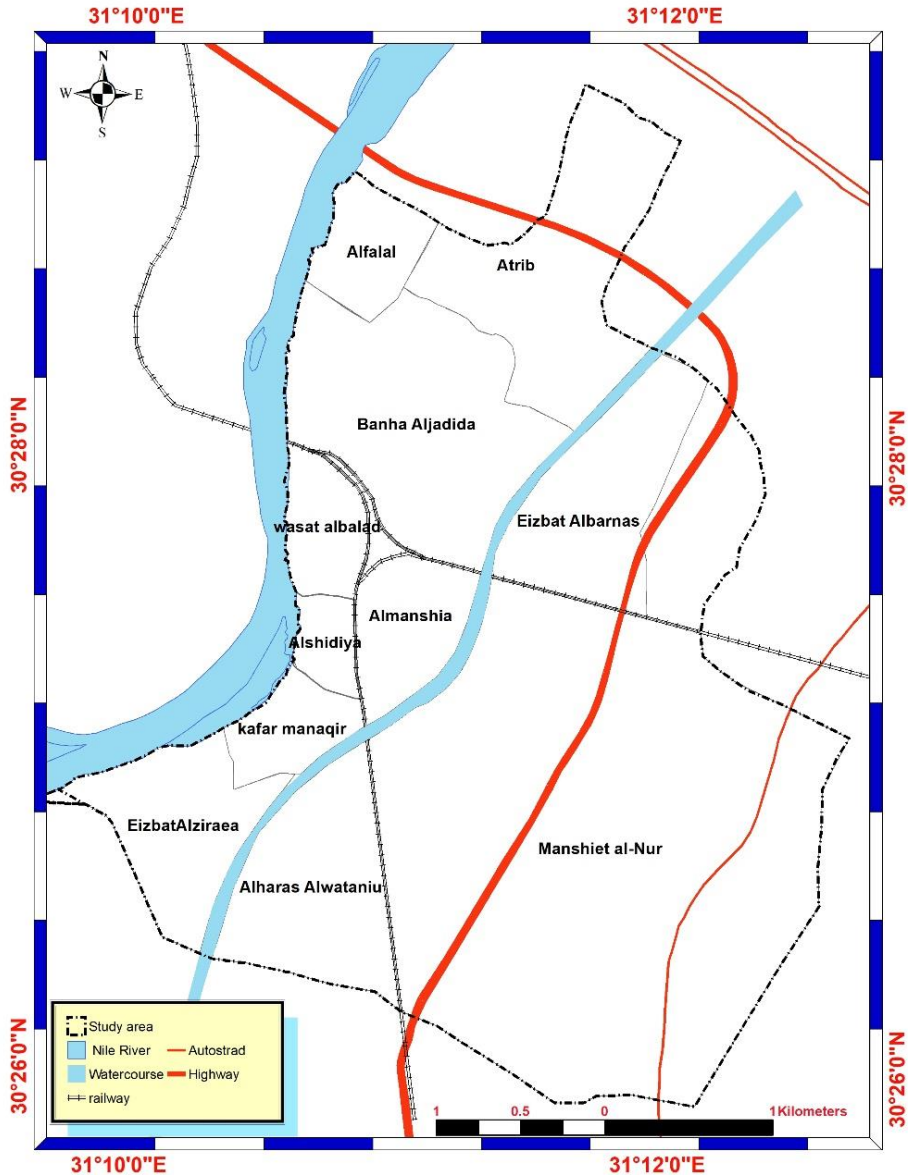 31°10'0"E
31°12'0"E
N
W
E
S
Alfalal
Atrib
30°28'0"N
30°28'0"N
Banha Aljadida
wasat albalad
Eizbat Albarnas
Almanshia
Alshidiya
kafar manaqir
EizbatAlziraea
Manshiet al-Nur
Alharas Alwataniu
30°26'0"N
30°26'0"N
Study area
Nile River
Autostrad
Watercourse
Highway
railway
1
0.5
0
1Kilometers
31°10'0"E
31°12'0"E